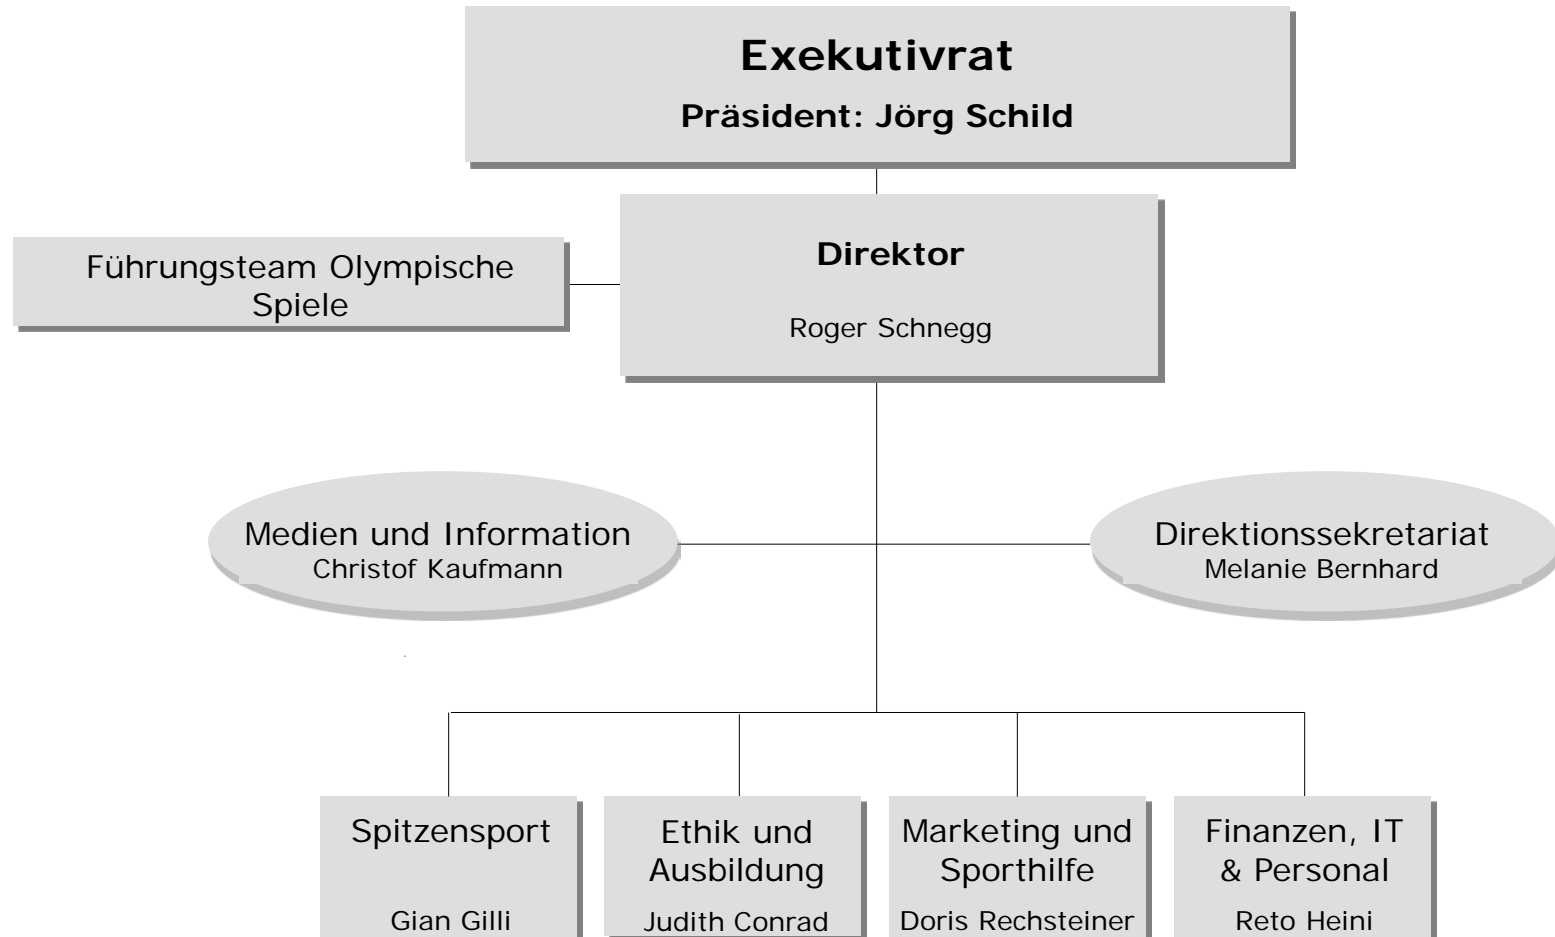 Exekutivrat
Präsident: Jörg Schild
Direktor
Roger Schnegg
Führungsteam Olympische
Spiele
Medien und Information
Christof Kaufmann
Direktionssekretariat
Melanie Bernhard
Spitzensport
Gian Gilli
Ethik und
Ausbildung
Judith Conrad
Marketing und
Sporthilfe
Doris Rechsteiner
Finanzen, IT
& Personal
Reto Heini